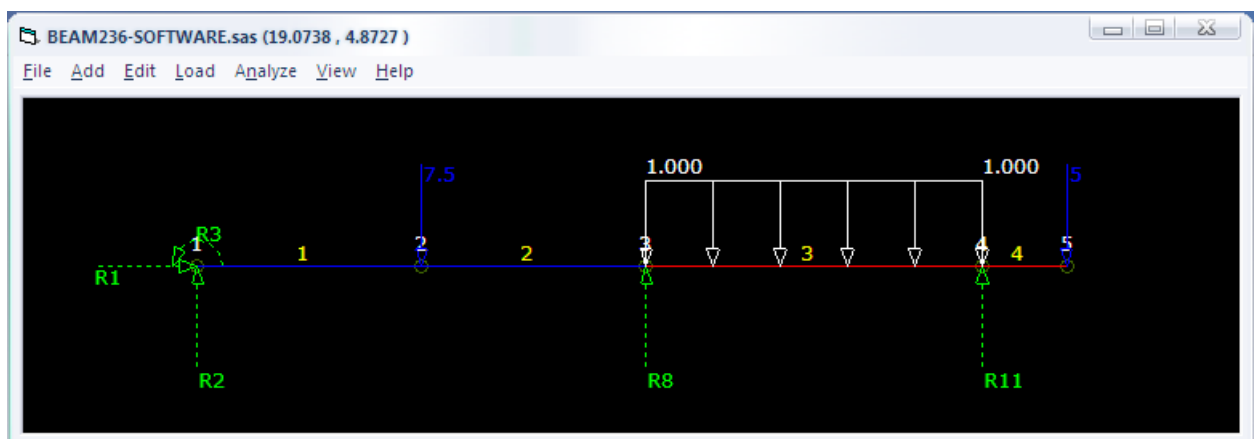 BEAM236-SOFTWARE.sas (19.0738 , 4.8727 )
File Add Edit Load Analyze View Help
1.000 1.000
7.5 5
R3
1 2 3 4 5
1 2 3 4
R1
R2 R8 R11